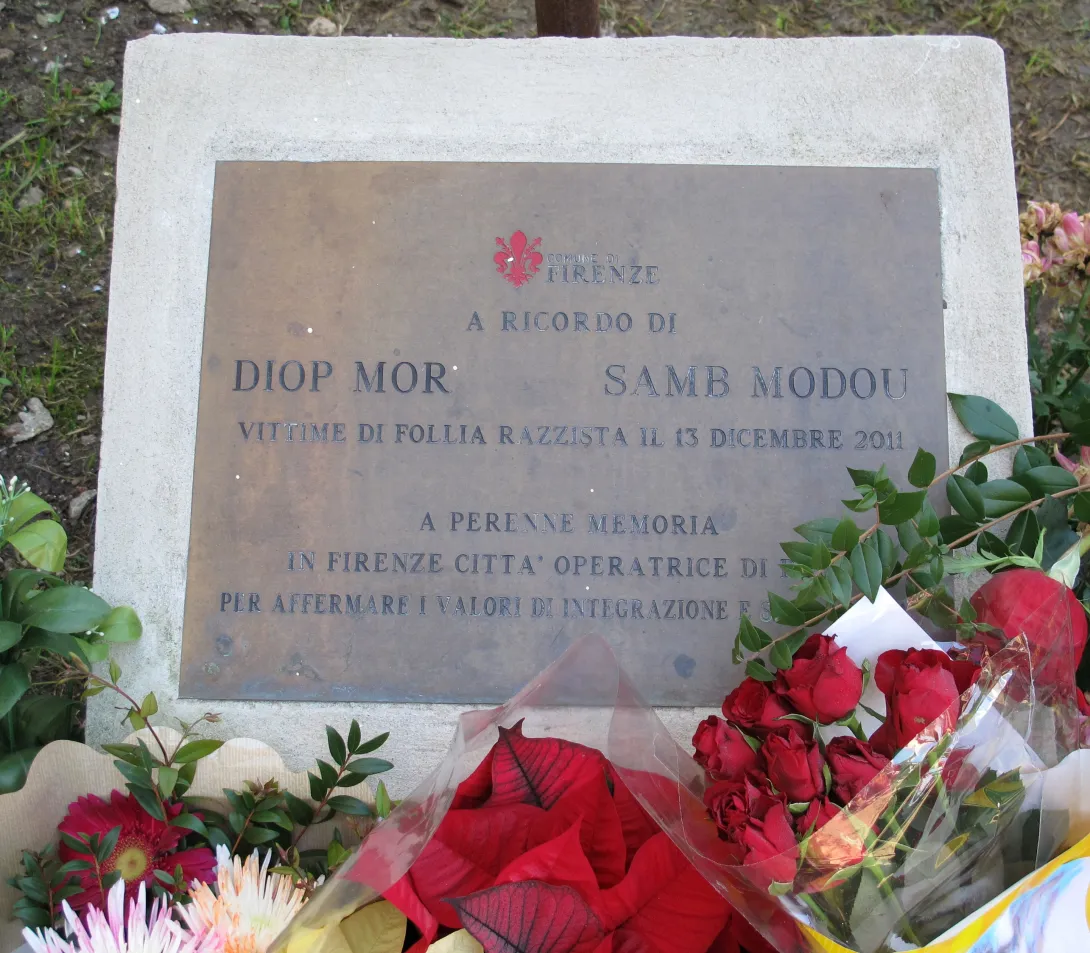 COMUNE DI
FIRENZE
A RICORDO DI
DIOP MOR SAMB MODOU
VITTIME DI FOLLIA RAZZISTA IL 13 DICEMBRE 2011
A PERENNE MEMORIA
IN FIRENZE CITTA' OPERATRICE DI
PER AFFERMARE I VALORI DI INTEGRAZIONE E